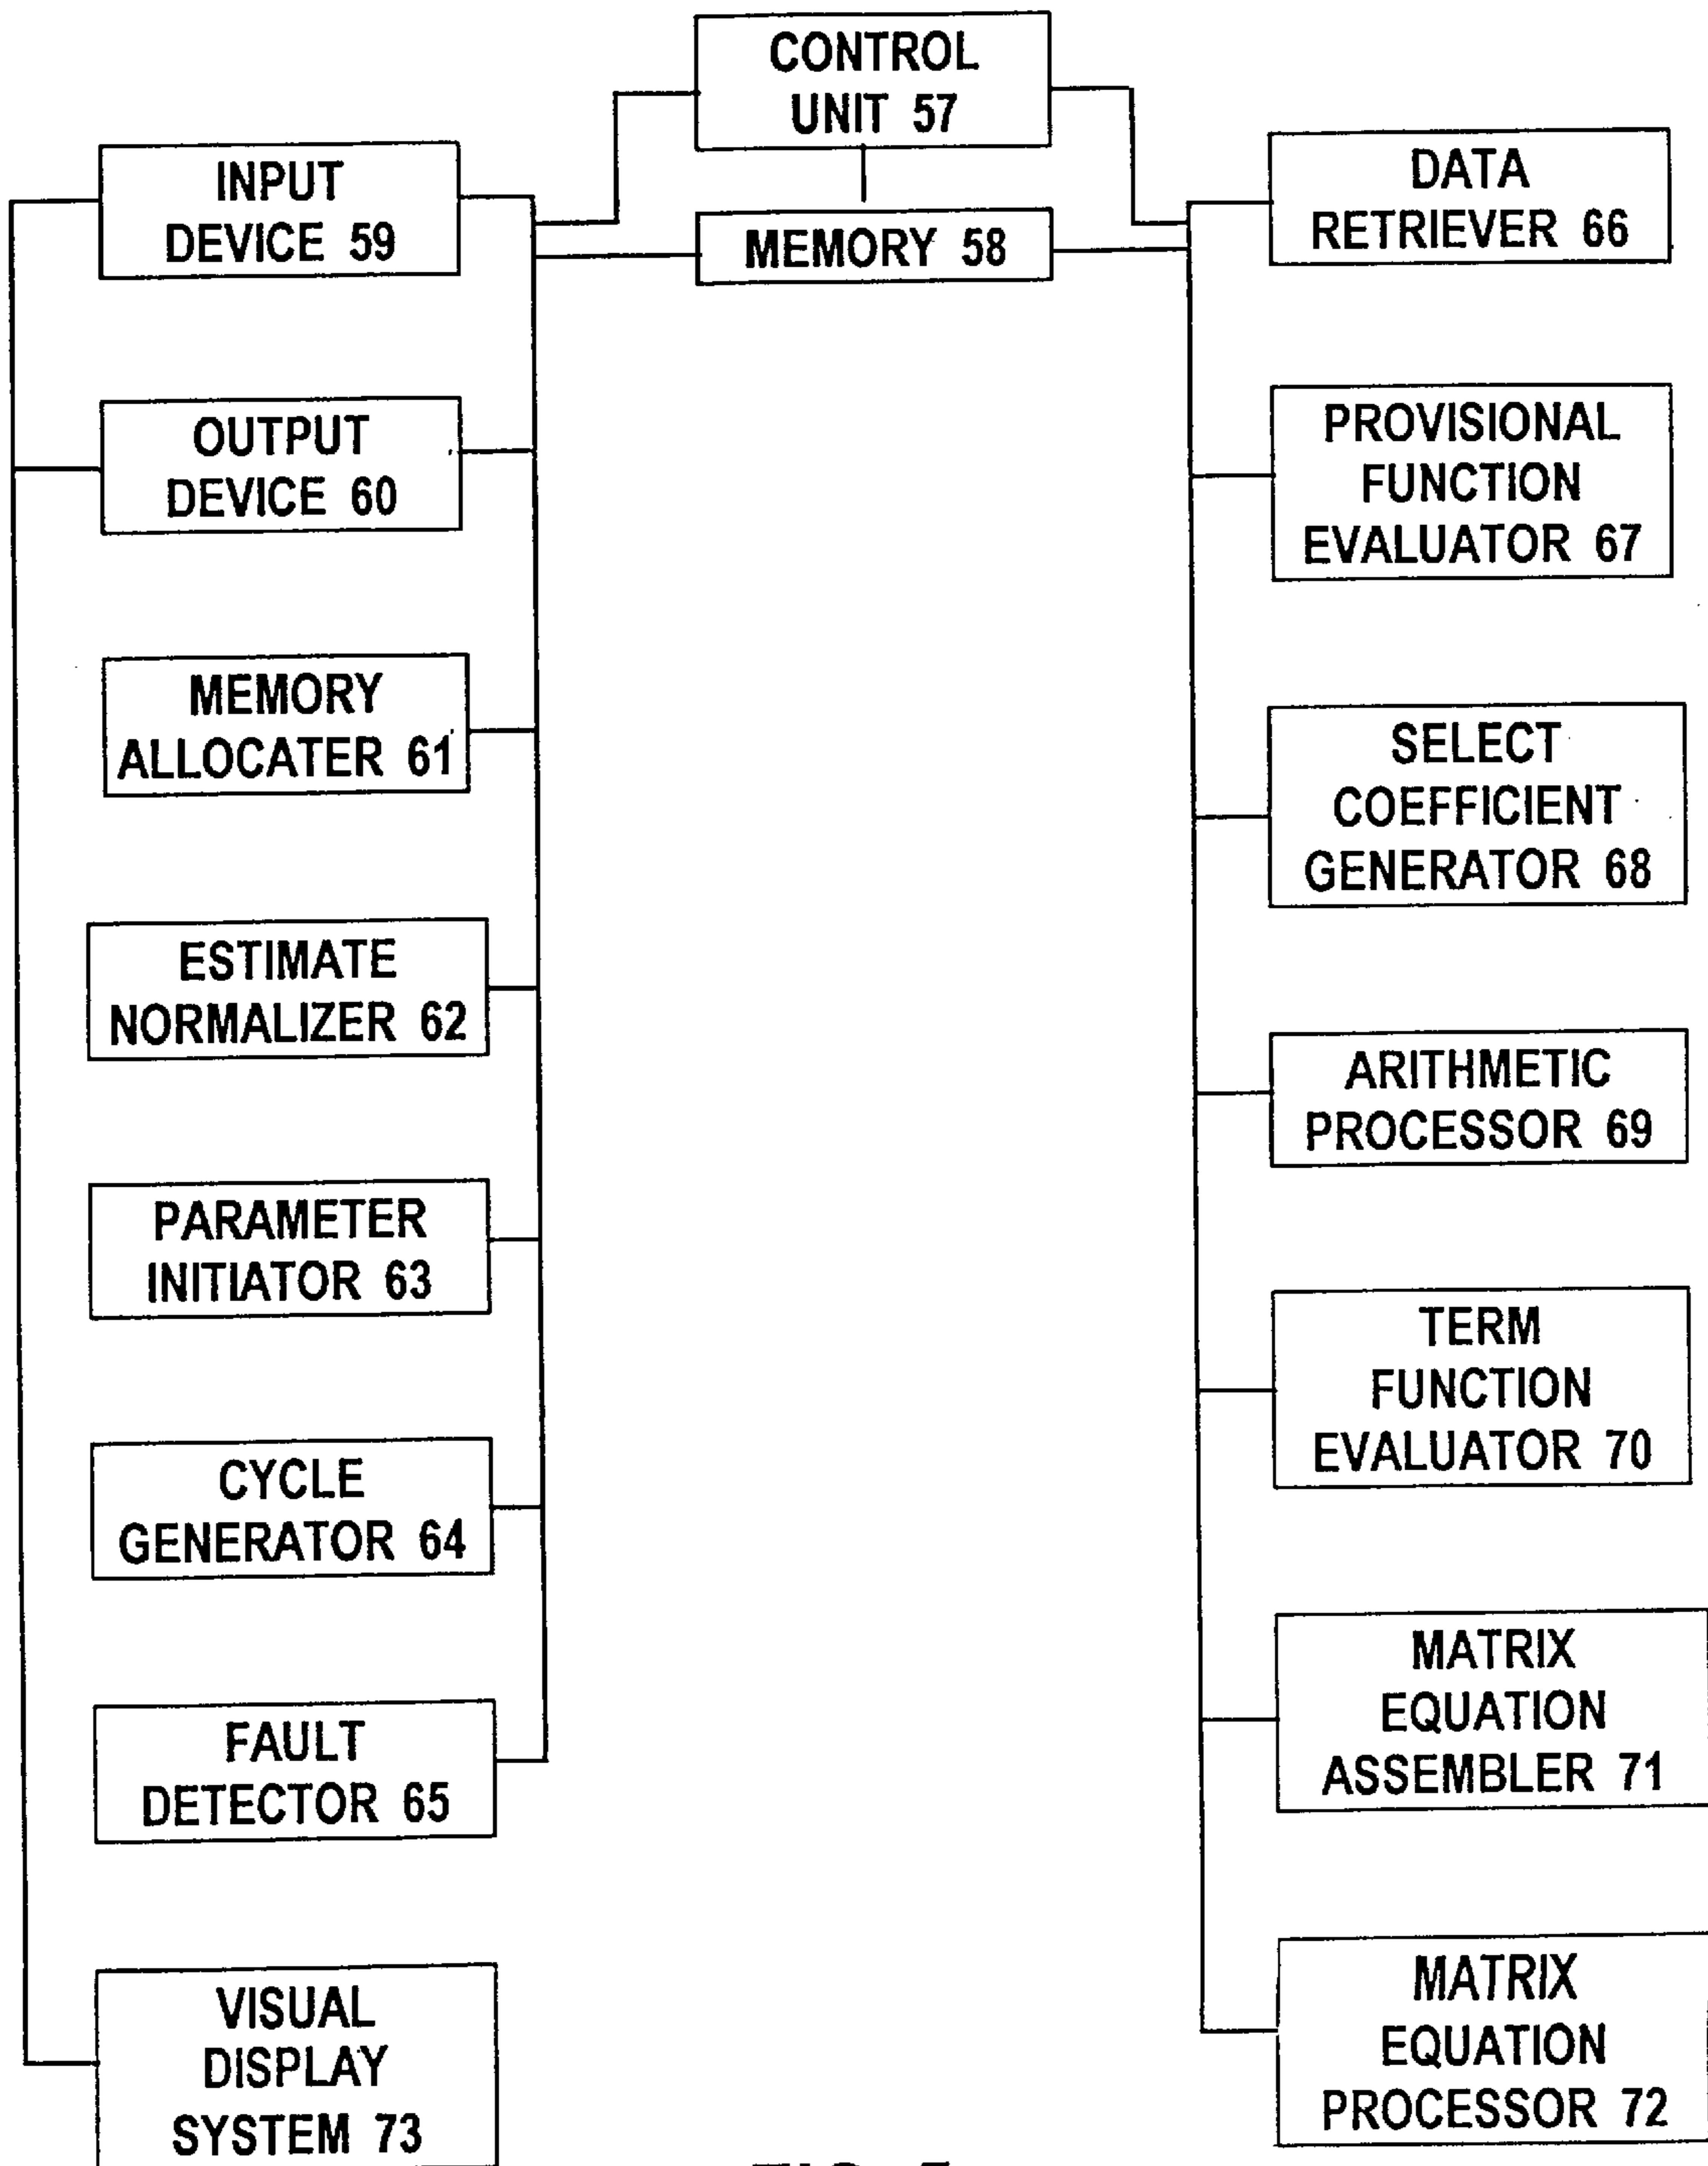 CONTROL
UNIT 57
MEMORY 58
INPUT
DEVICE 59
OUTPUT
DEVICE 60
MEMORY
ALLOCATER 61
ESTIMATE
NORMALIZER 62
PARAMETER
INITIATOR 63
CYCLE
GENERATOR 64
FAULT
DETECTOR 65
VISUAL
DISPLAY
SYSTEM 73
DATA
RETRIEVER 66
PROVISIONAL
FUNCTION
EVALUATOR 67
SELECT
COEFFICIENT
GENERATOR 68
ARITHMETIC
PROCESSOR 69
TERM
FUNCTION
EVALUATOR 70
MATRIX
EQUATION
ASSEMBLER 71
MATRIX
EQUATION
PROCESSOR 72